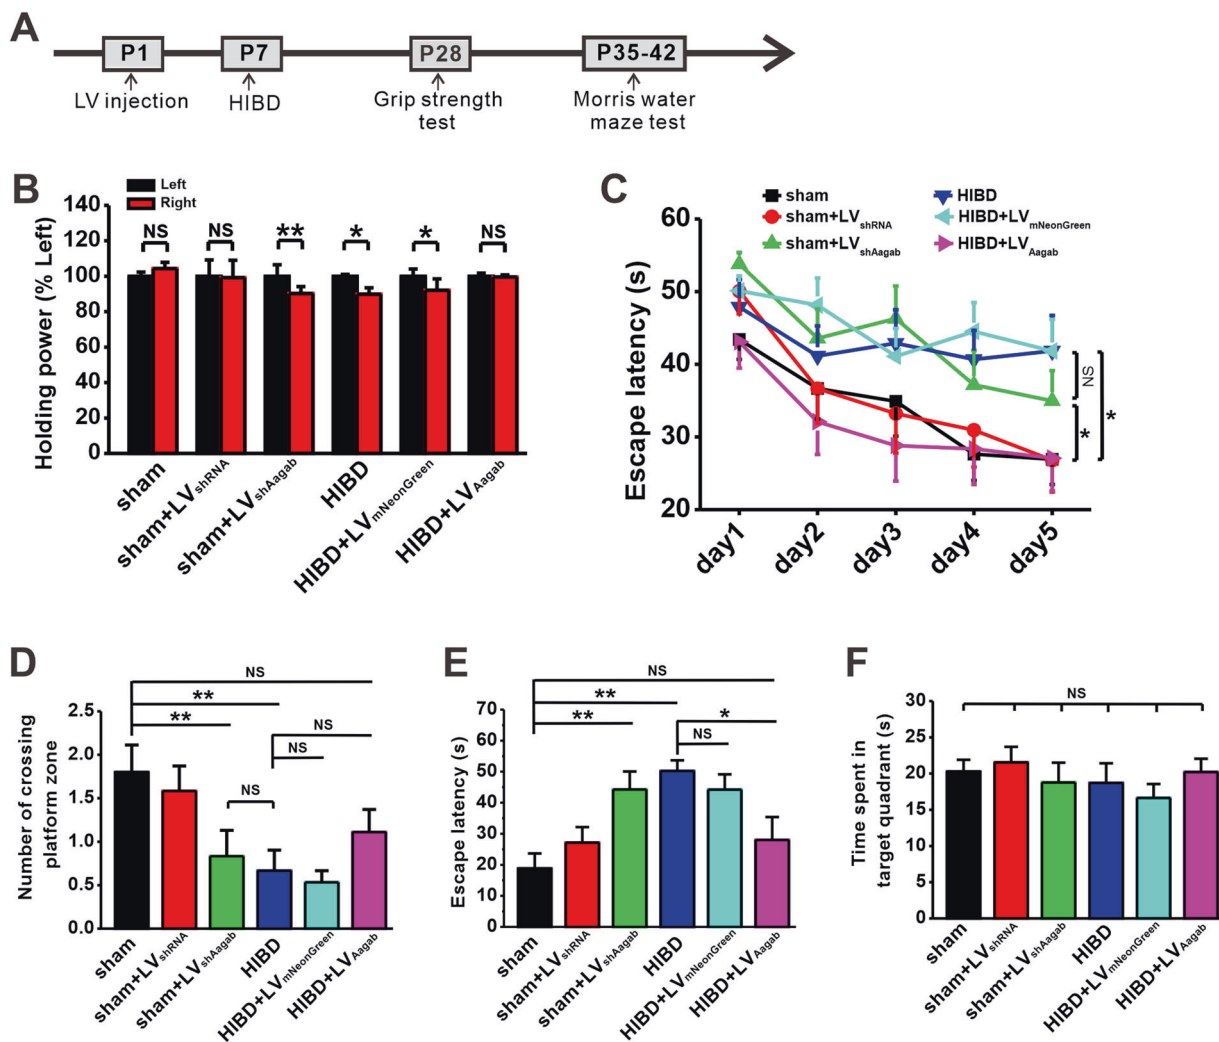 A
P1
P7
P28
P35-42
LV injection
HIBD
Grip strength
test
Morris water
maze test
B
Left
Right
Holding power (% Left)
140
120
100
80
60
40
20
0
NS
NS
**
*
*
NS
sham
sham+LVshRNA
sham+LVshAagab
HIBD
HIBD+LVmNeonGreen
HIBD+LVAagab
C
sham
sham+LVshRNA
sham+LVshAagab
HIBD
HIBD+LVmNeonGreen
HIBD+LVAagab
Escape latency (s)
60
50
40
30
20
NS
*
*
day1
day2
day3
day4
day5
D
NS
**
**
NS
NS
NS
Number of crossing
platform zone
2.5
2.0
1.5
1.0
0.5
0.0
sham
sham+LVshRNA
sham+LVshAagab
HIBD
HIBD+LVmNeonGreen
HIBD+LVAagab
E
NS
**
**
*
NS
Escape latency (s)
70
60
50
40
30
20
10
0
sham
sham+LVshRNA
sham+LVshAagab
HIBD
HIBD+LVmNeonGreen
HIBD+LVAagab
F
NS
Time spent in
target quadrant (s)
30
25
20
15
10
5
0
sham
sham+LVshRNA
sham+LVshAagab
HIBD
HIBD+LVmNeonGreen
HIBD+LVAagab